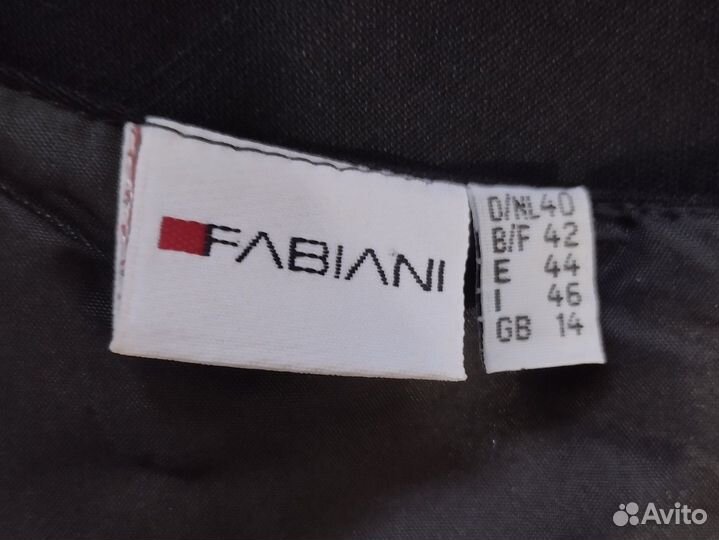 FABIANI
D/NL 40
B/F 42
E 44
I 46
GB 14
Avito